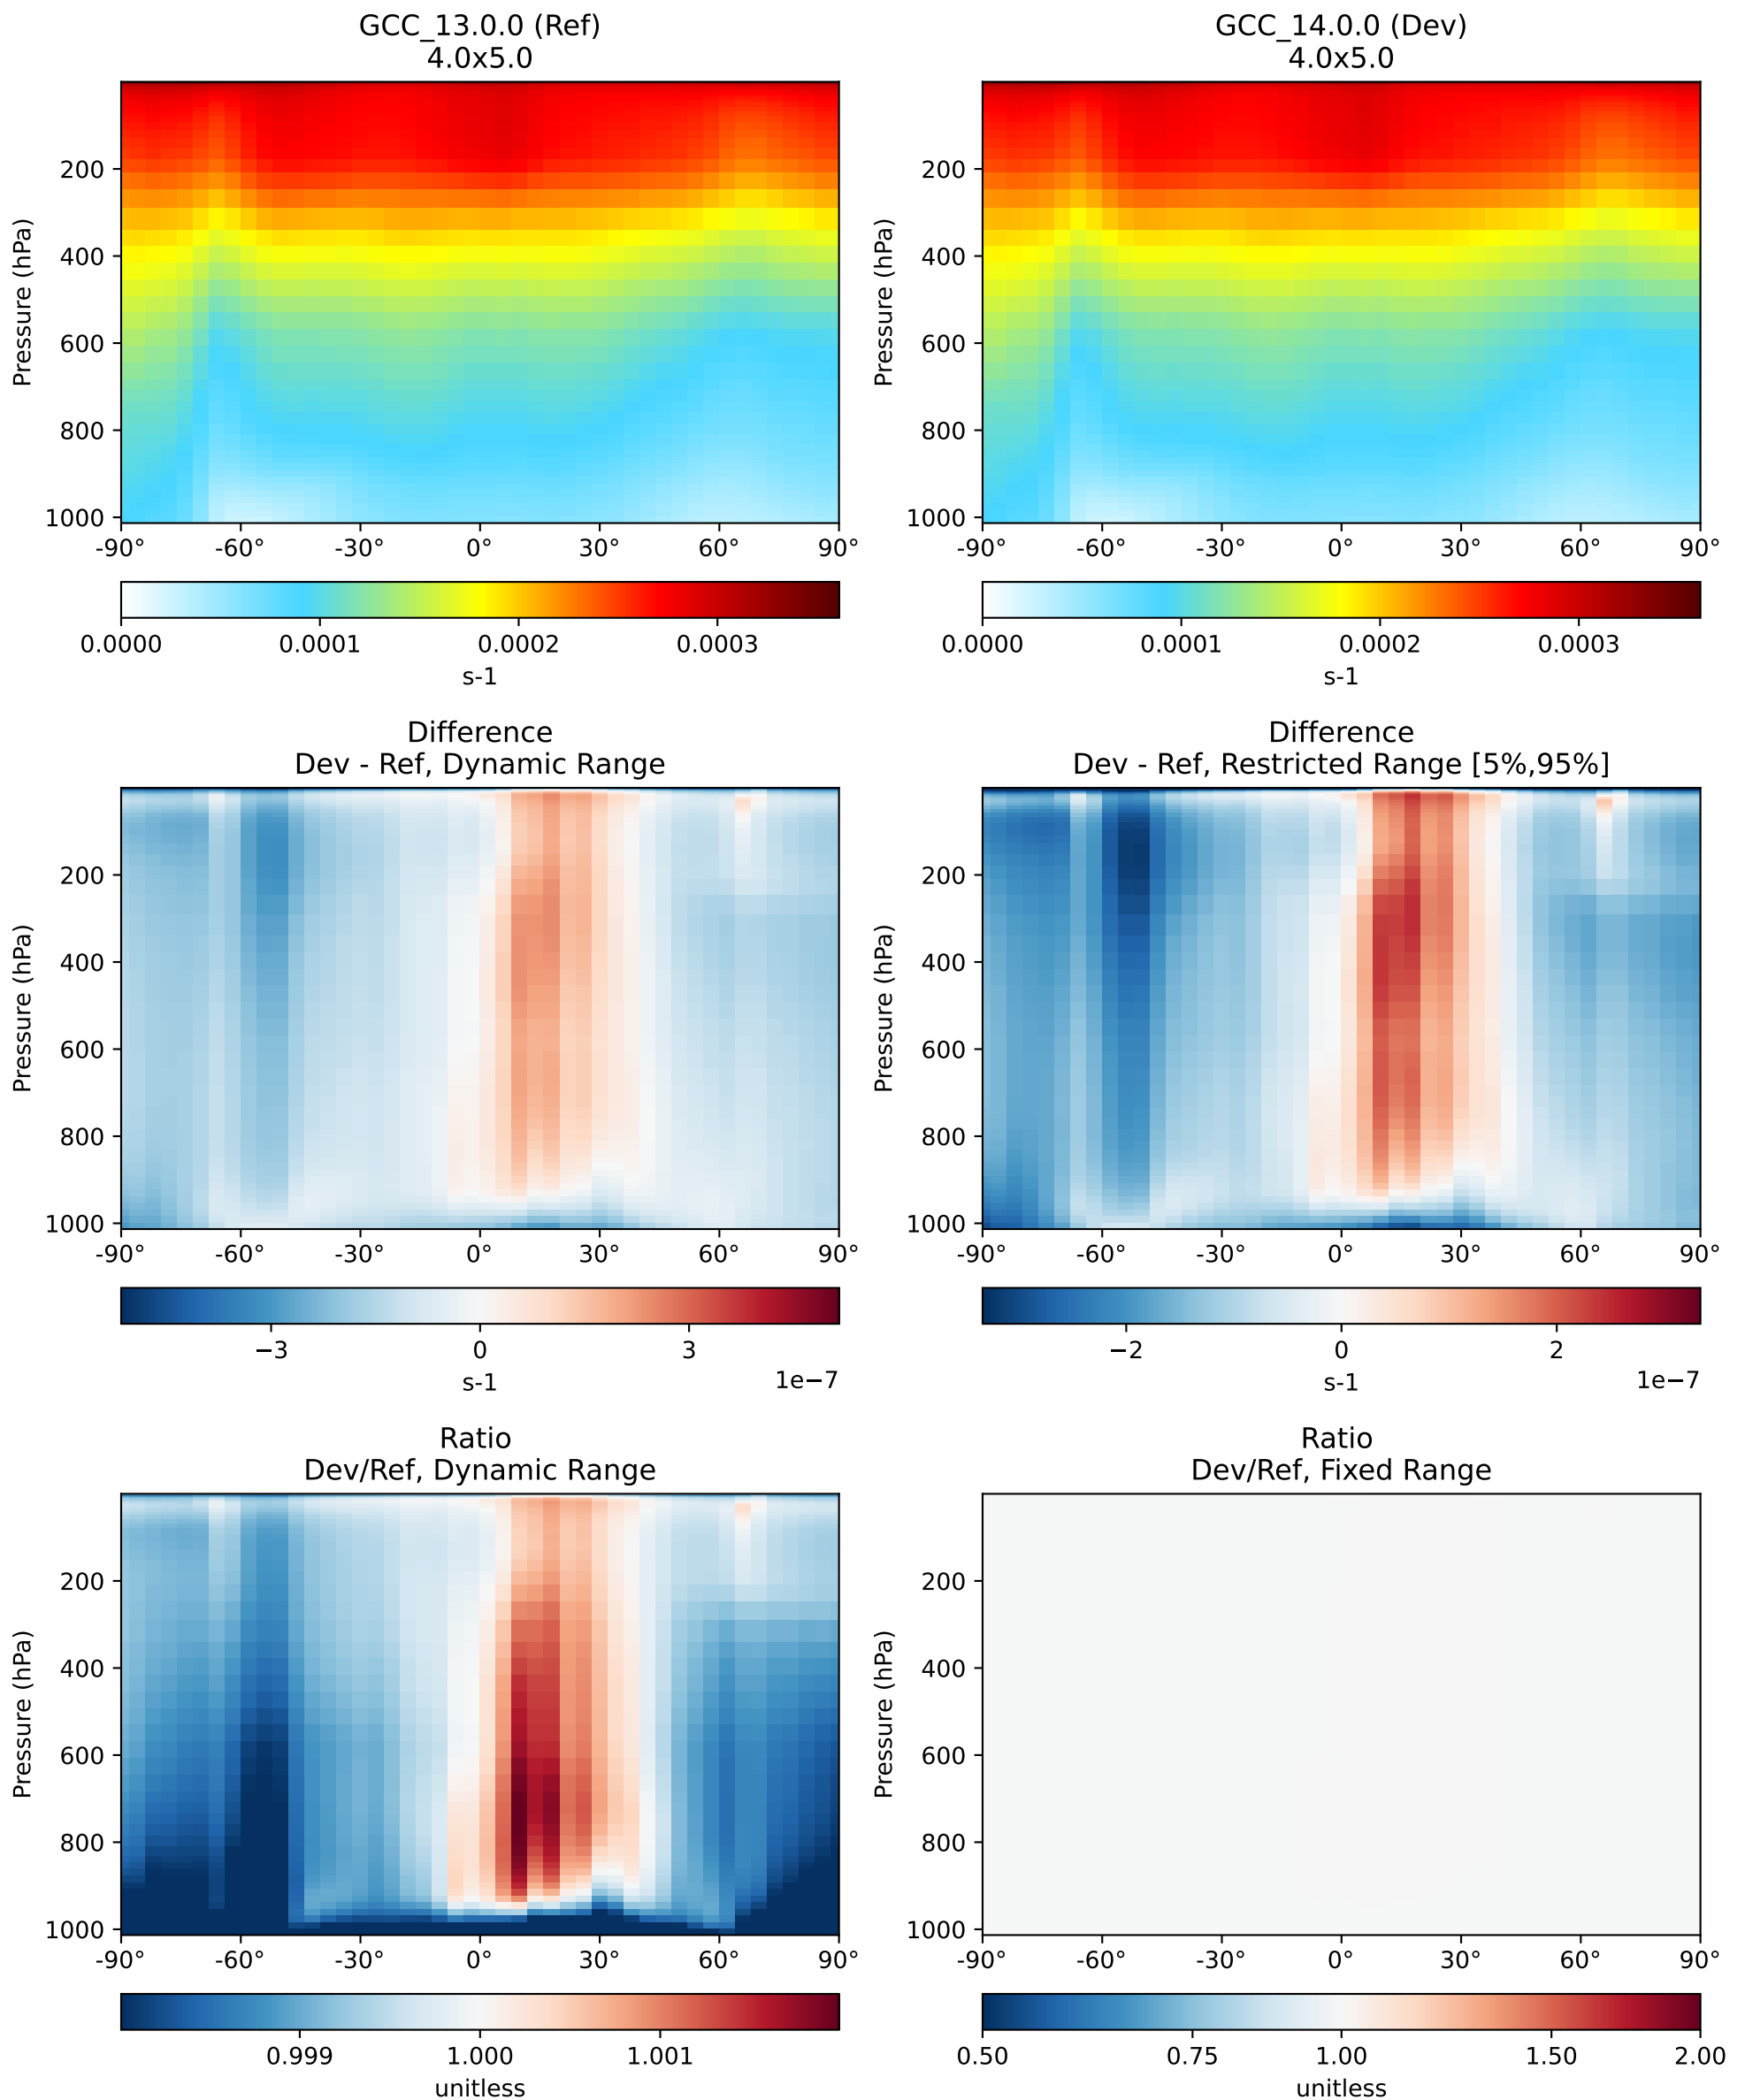 GCC_13.0.0 (Ref)
4.0x5.0
Pressure (hPa)
200
400
600
800
1000
-90° -60° -30° 0° 30° 60° 90°
0.0000 0.0001 0.0002 0.0003
s-1
GCC_14.0.0 (Dev)
4.0x5.0
Pressure (hPa)
200
400
600
800
1000
-90° -60° -30° 0° 30° 60° 90°
0.0000 0.0001 0.0002 0.0003
s-1
Difference
Dev - Ref, Dynamic Range
Pressure (hPa)
200
400
600
800
1000
-90° -60° -30° 0° 30° 60° 90°
−3 0 3
s-1
1e−7
Difference
Dev - Ref, Restricted Range [5%,95%]
Pressure (hPa)
200
400
600
800
1000
-90° -60° -30° 0° 30° 60° 90°
−2 0 2
s-1
1e−7
Ratio
Dev/Ref, Dynamic Range
Pressure (hPa)
200
400
600
800
1000
-90° -60° -30° 0° 30° 60° 90°
0.999 1.000 1.001
unitless
Ratio
Dev/Ref, Fixed Range
Pressure (hPa)
200
400
600
800
1000
-90° -60° -30° 0° 30° 60° 90°
0.50 0.75 1.00 1.50 2.00
unitless